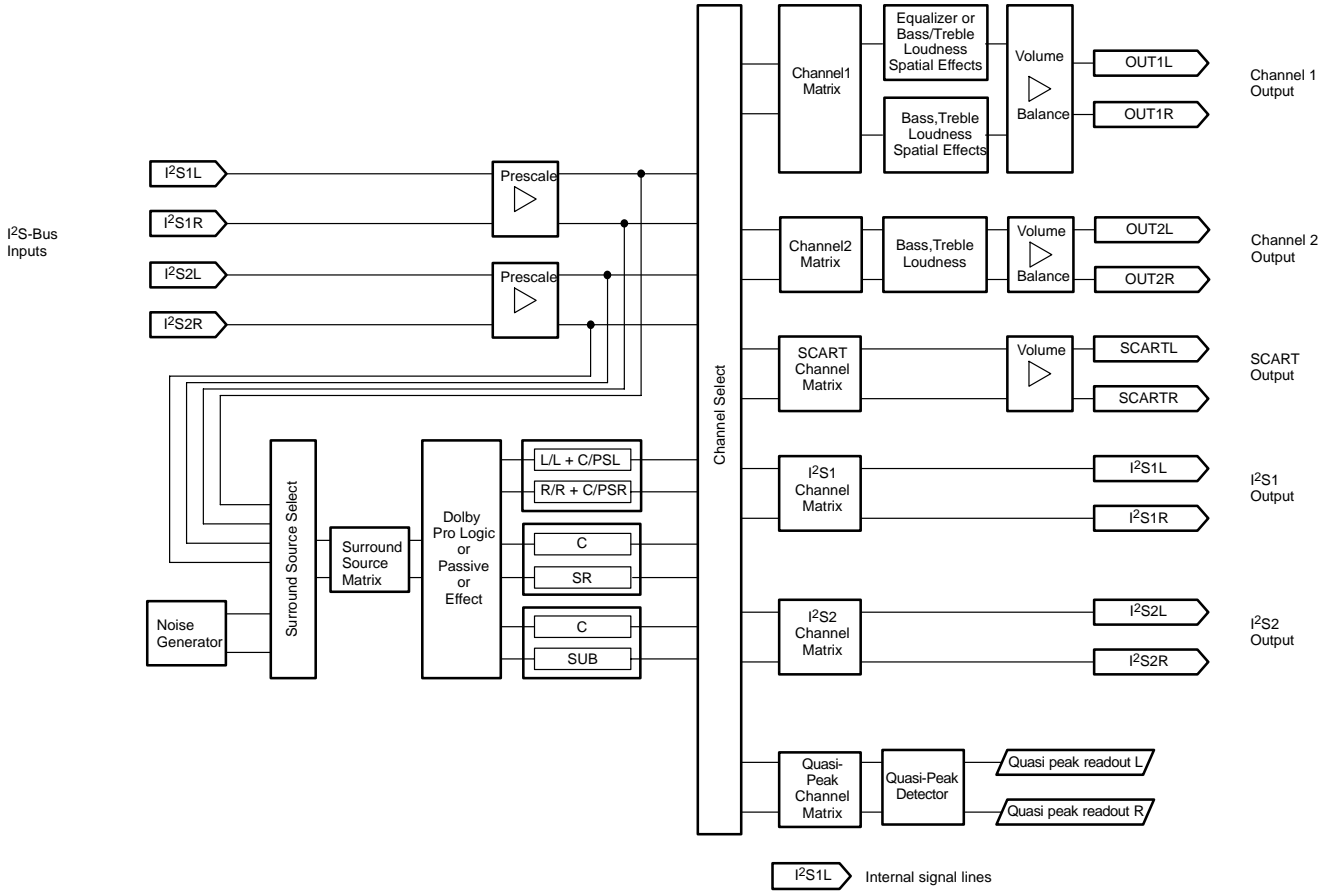 I²S-Bus
Inputs
I²S1L
I²S1R
I²S2L
I²S2R
Prescale
Prescale
Noise
Generator
Surround Source Select
Surround
Source
Matrix
Dolby
Pro Logic
or
Passive
or
Effect
L/L + C/PSL
R/R + C/PSR
C
SR
C
SUB
Channel Select
Channel1
Matrix
Equalizer or
Bass/Treble
Loudness
Spatial Effects
Bass,Treble
Loudness
Spatial Effects
Volume
Balance
OUT1L
OUT1R
Channel 1
Output
Channel2
Matrix
Bass,Treble
Loudness
Volume
Balance
OUT2L
OUT2R
Channel 2
Output
SCART
Channel
Matrix
Volume
SCARTL
SCARTR
SCART
Output
I²S1
Channel
Matrix
I²S1L
I²S1R
I²S1
Output
I²S2
Channel
Matrix
I²S2L
I²S2R
I²S2
Output
Quasi-
Peak
Channel
Matrix
Quasi-Peak
Detector
Quasi peak readout L
Quasi peak readout R
I²S1L
Internal signal lines